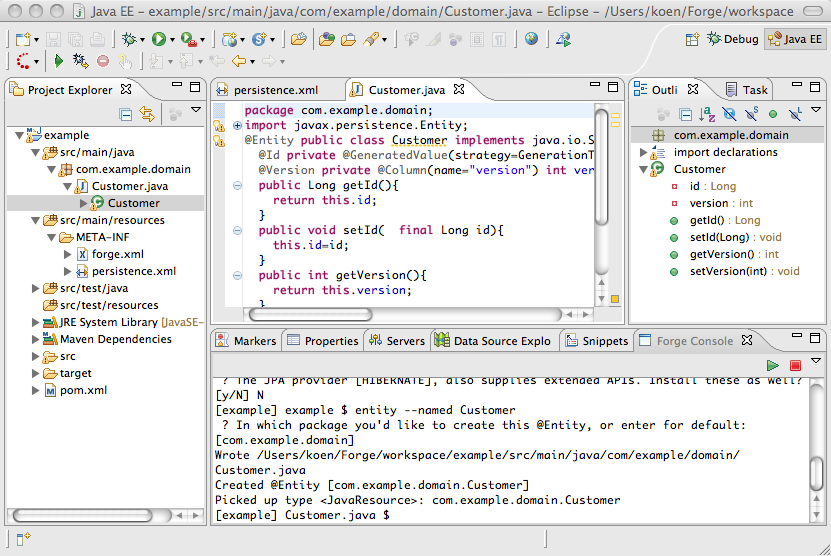 Java EE – example/src/main/java/com/example/domain/Customer.java – Eclipse – /Users/koen/Forge/workspace
Debug
Java EE
Project Explorer
example
src/main/java
com.example.domain
Customer.java
Customer
src/main/resources
META-INF
forge.xml
persistence.xml
src/test/java
src/test/resources
JRE System Library [JavaSE-
Maven Dependencies
src
target
pom.xml
persistence.xml
Customer.java
package com.example.domain;
import javax.persistence.Entity;
@Entity public class Customer implements java.io.S
@Id private @GeneratedValue(strategy=GenerationT
@Version private @Column(name="version") int ver
public Long getId(){
return this.id;
}
public void setId(  final Long id){
this.id=id;
}
public int getVersion(){
return this.version;
}
Outli
Task
com.example.domain
import declarations
Customer
id : Long
version : int
getId() : Long
setId(Long) : void
getVersion() : int
setVersion(int) : void
Markers
Properties
Servers
Data Source Explo
Snippets
Forge Console
? The JPA provider [HIBERNATE], also supplies extended APIs. Install these as well?
[y/N] N
[example] example $ entity --named Customer
? In which package you'd like to create this @Entity, or enter for default:
[com.example.domain]
Wrote /Users/koen/Forge/workspace/example/src/main/java/com/example/domain/
Customer.java
Created @Entity [com.example.domain.Customer]
Picked up type <JavaResource>: com.example.domain.Customer
[example] Customer.java $